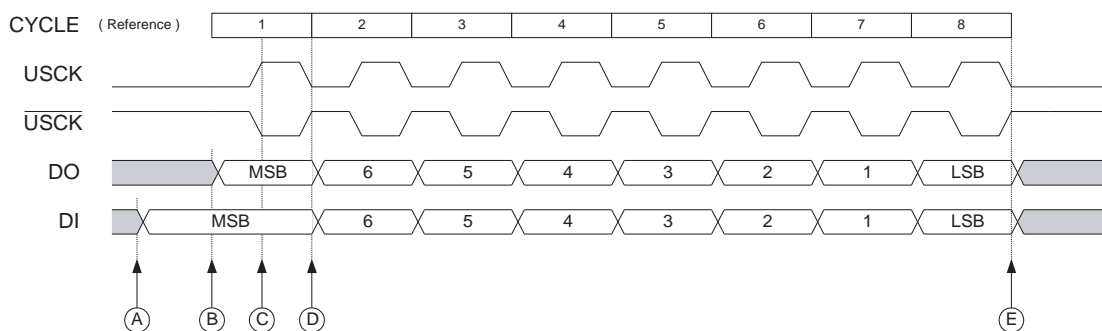 CYCLE ( Reference ) 1 2 3 4 5 6 7 8
USCK
USCK
DO MSB 6 5 4 3 2 1 LSB
DI MSB 6 5 4 3 2 1 LSB
A B C D E